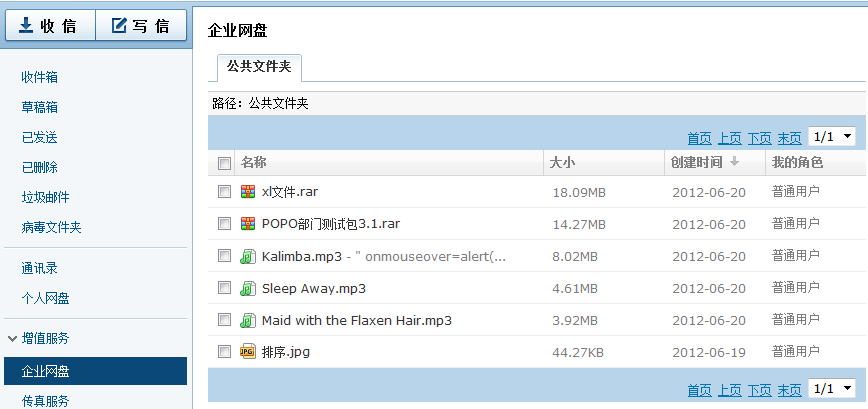 收 信 写 信
收件箱
草稿箱
已发送
已删除
垃圾邮件
病毒文件夹
通讯录
个人网盘
增值服务
企业网盘
传真服务
企业网盘
公共文件夹
路径：公共文件夹
首页 上页 下页 末页 1/1
名称 大小 创建时间 我的角色
xl文件.rar 18.09MB 2012-06-20 普通用户
POPO部门测试包3.1.rar 14.27MB 2012-06-20 普通用户
Kalimba.mp3 - " onmouseover=alert(... 8.02MB 2012-06-20 普通用户
Sleep Away.mp3 4.61MB 2012-06-20 普通用户
Maid with the Flaxen Hair.mp3 3.92MB 2012-06-20 普通用户
JPG 排序.jpg 44.27KB 2012-06-19 普通用户
首页 上页 下页 末页 1/1